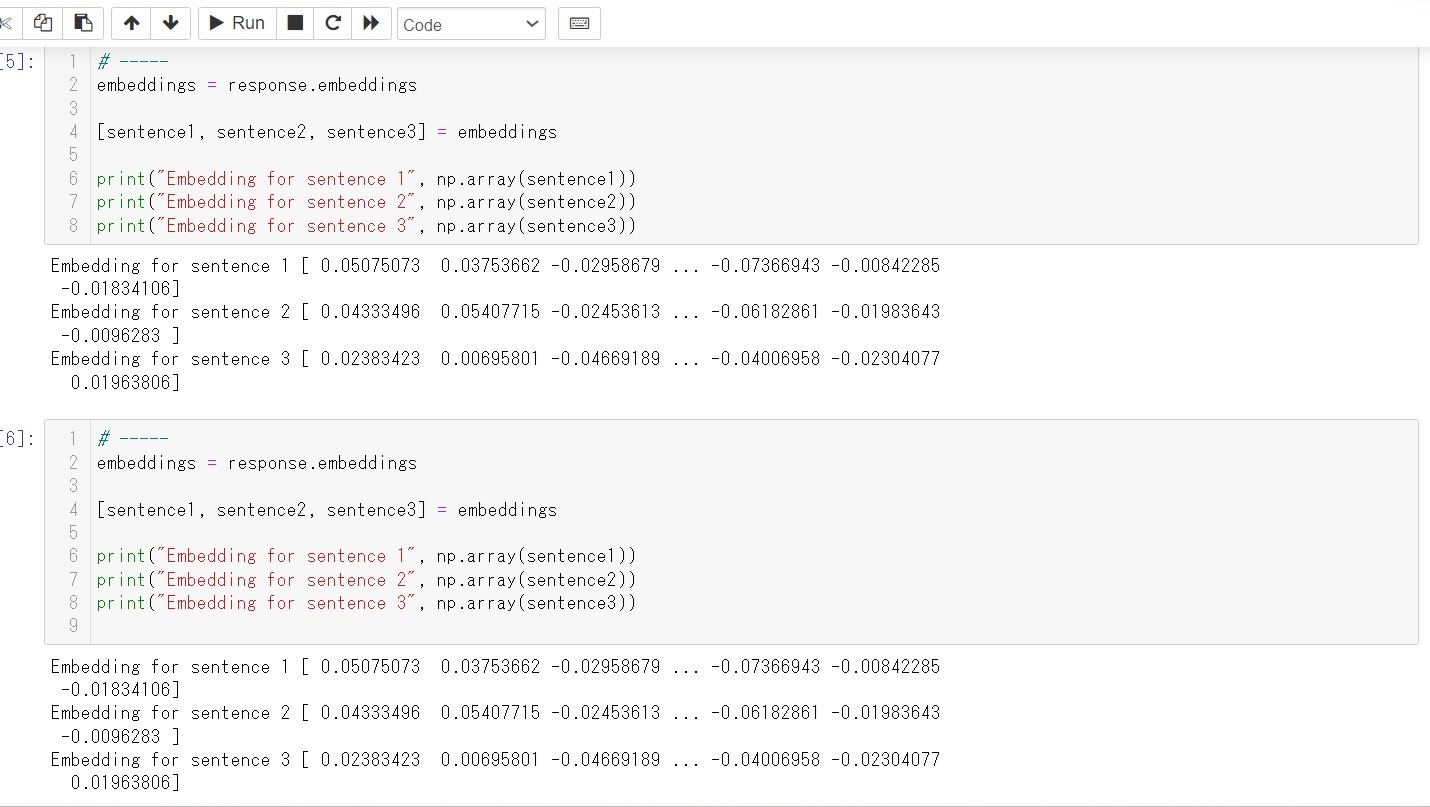 Run
Code
[5]:
1 # -----
2 embeddings = response.embeddings
3
4 [sentence1, sentence2, sentence3] = embeddings
5
6 print("Embedding for sentence 1", np.array(sentence1))
7 print("Embedding for sentence 2", np.array(sentence2))
8 print("Embedding for sentence 3", np.array(sentence3))
Embedding for sentence 1 [ 0.05075073  0.03753662 -0.02958679 ... -0.07366943 -0.00842285
 -0.01834106]
Embedding for sentence 2 [ 0.04333496  0.05407715 -0.02453613 ... -0.06182861 -0.01983643
 -0.0096283 ]
Embedding for sentence 3 [ 0.02383423  0.00695801 -0.04669189 ... -0.04006958 -0.02304077
  0.01963806]
[6]:
1 # -----
2 embeddings = response.embeddings
3
4 [sentence1, sentence2, sentence3] = embeddings
5
6 print("Embedding for sentence 1", np.array(sentence1))
7 print("Embedding for sentence 2", np.array(sentence2))
8 print("Embedding for sentence 3", np.array(sentence3))
9
Embedding for sentence 1 [ 0.05075073  0.03753662 -0.02958679 ... -0.07366943 -0.00842285
 -0.01834106]
Embedding for sentence 2 [ 0.04333496  0.05407715 -0.02453613 ... -0.06182861 -0.01983643
 -0.0096283 ]
Embedding for sentence 3 [ 0.02383423  0.00695801 -0.04669189 ... -0.04006958 -0.02304077
  0.01963806]